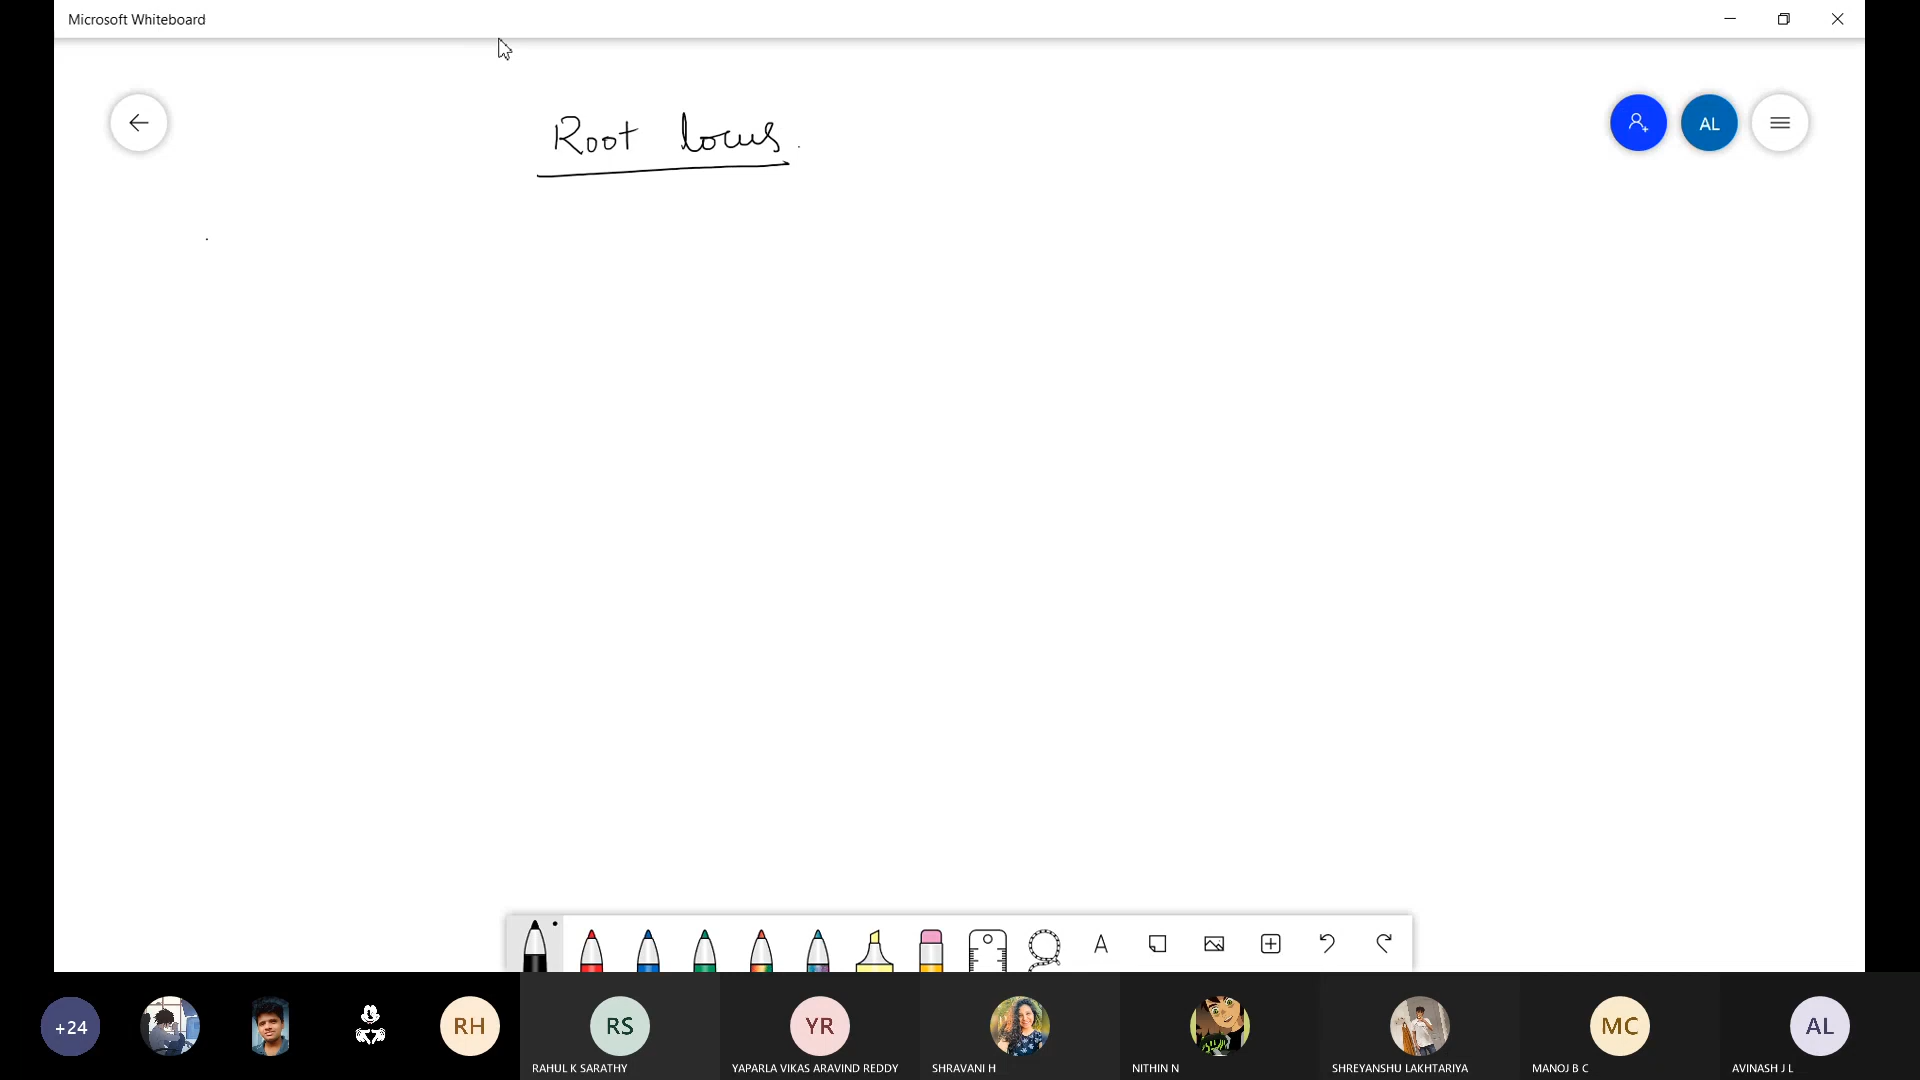 Microsoft Whiteboard
Root locus.
AL
A
+24
RH
RS
YR
MC
AL
RAHUL K SARATHY
YAPARLA VIKAS ARAVIND REDDY
SHRAVANI H
NITHIN N
SHREYANSHU LAKHTARIYA
MANOJ B C
AVINASH J L